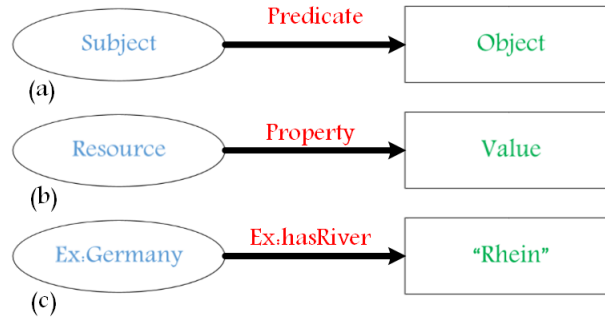 Predicate
Subject
Object
(a)
Property
Resource
Value
(b)
Ex:hasRiver
Ex:Germany
“Rhein”
(c)